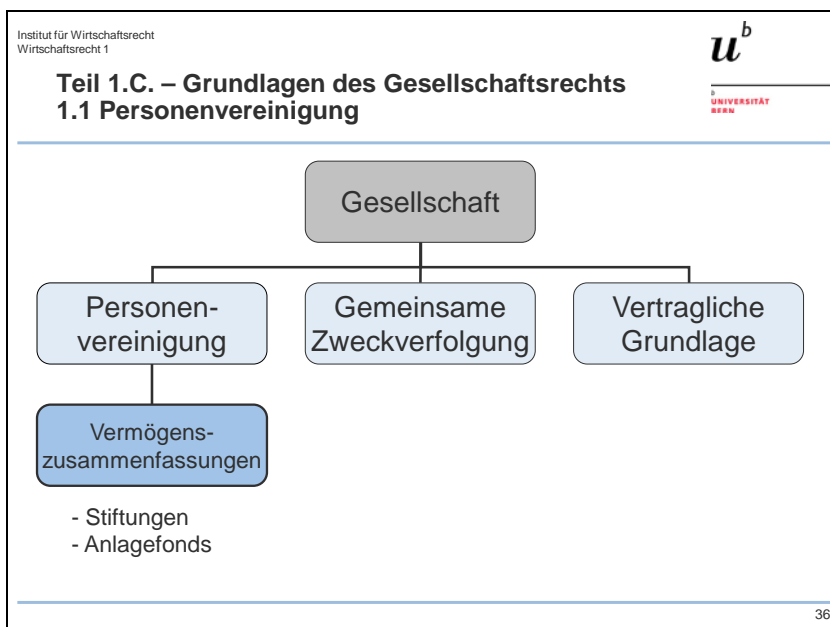 Institut für Wirtschaftsrecht
Wirtschaftsrecht 1
u b
b
UNIVERSITÄT
BERN
Teil 1.C. – Grundlagen des Gesellschaftsrechts
1.1 Personenvereinigung
Gesellschaft
Personen-
vereinigung
Gemeinsame
Zweckverfolgung
Vertragliche
Grundlage
Vermögens-
zusammenfassungen
- Stiftungen
- Anlagefonds
36